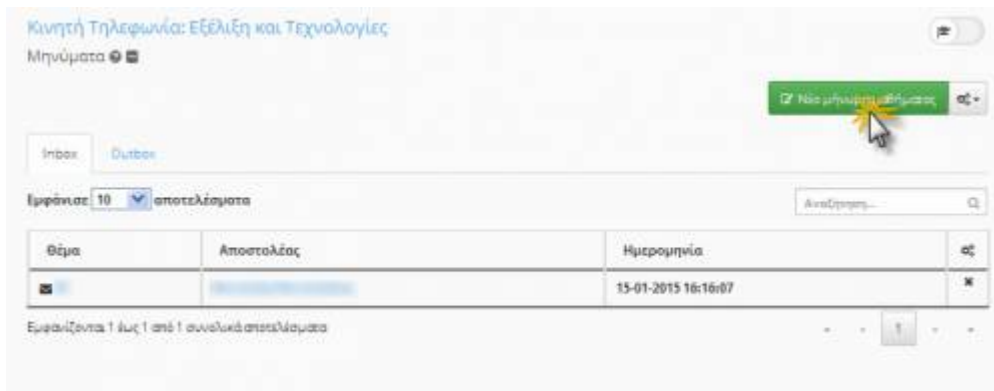 Κινητή Τηλεφωνία: Εξέλιξη και Τεχνολογίες
Μηνύματα
Νέο μήνυμα μαθήματος
Inbox Outbox
Εμφάνισε 10 αποτελέσματα
Αναζήτηση...
Θέμα Αποστολέας Ημερομηνία
15-01-2015 16:16:07
Εμφανίζονται 1 έως 1 από 1 συνολικά αποτελέσματα
1